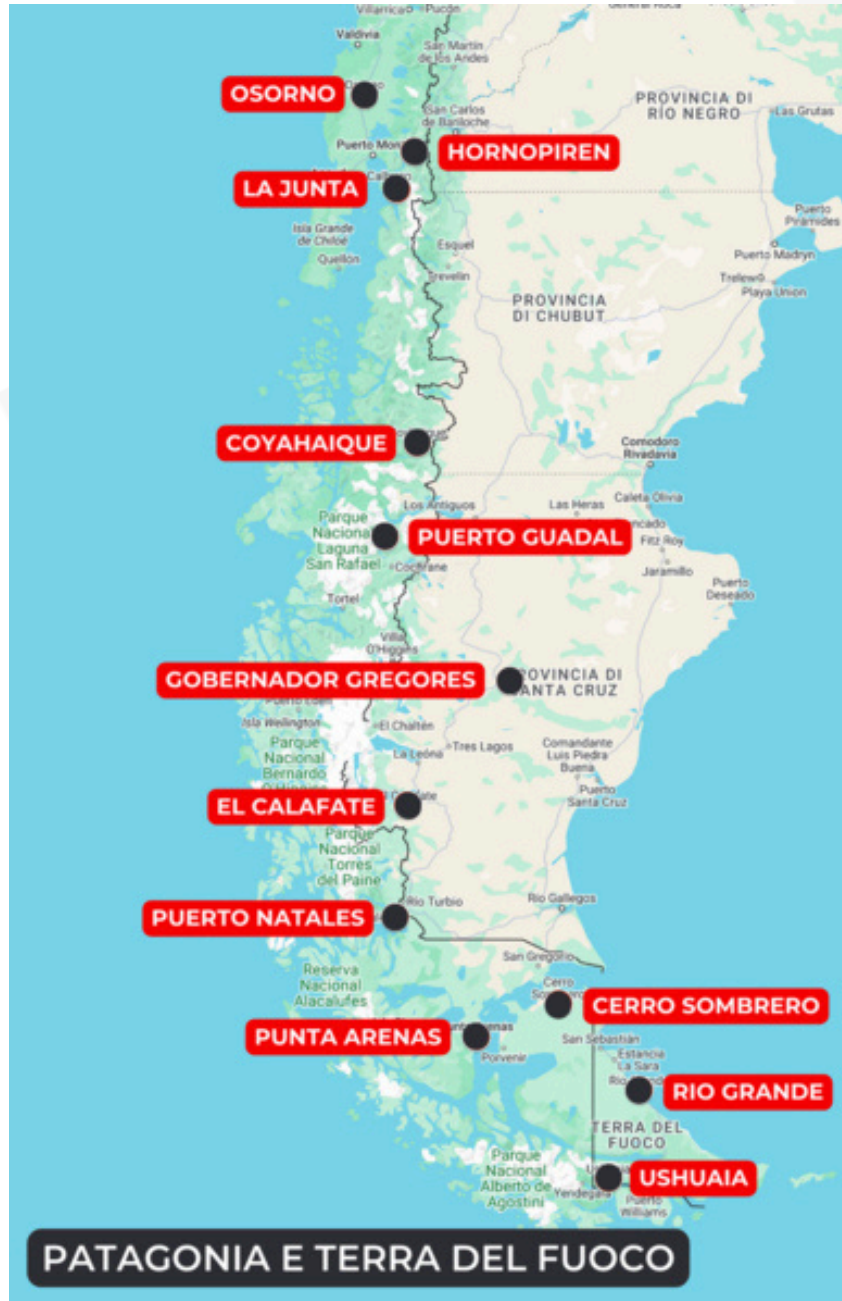 Villarrica
Pucón
Valdivia
San Martín
de los Andes
OSORNO
PROVINCIA DI
RÍO NEGRO
Las Grutas
San Carlos
de Bariloche
Puerto Mon
HORNOPIREN
LA JUNTA
Puerto
Pirámides
Isla Grande
de Chiloé
Esquel
Puerto Madryn
Quellón
Trevelin
Trelew
Playa Union
PROVINCIA
DI CHUBUT
COYAHAIQUE
Comodoro
Rivadavia
Los Antiguos
Las Heras
Caleta Olivia
Parque
Nacional
Laguna
San Rafael
PUERTO GUADAL
Fitz Roy
Cochrane
Jaramillo
Puerto
Deseado
Tortel
Villa
O'Higgins
GOBERNADOR GREGORES
PROVINCIA DI
SANTA CRUZ
Isla Wellington
El Chaltén
Parque
Nacional
Bernardo
La Leóna
Tres Lagos
Comandante
Luis Piedra
Buena
Puerto
Santa Cruz
EL CALAFATE
Parque
Nacional
Torres
del Paine
Río Turbio
Río Gallegos
PUERTO NATALES
San Gregorio
Reserva
Nacional
Alacalufes
Cerro
CERRO SOMBRERO
PUNTA ARENAS
Porvenir
San Sebastián
Estancia
La Sara
RIO GRANDE
TERRA DEL
FUOCO
Parque
Nacional
Alberto de
Agostini
USHUAIA
Yendegaia
Puerto
Williams
PATAGONIA E TERRA DEL FUOCO